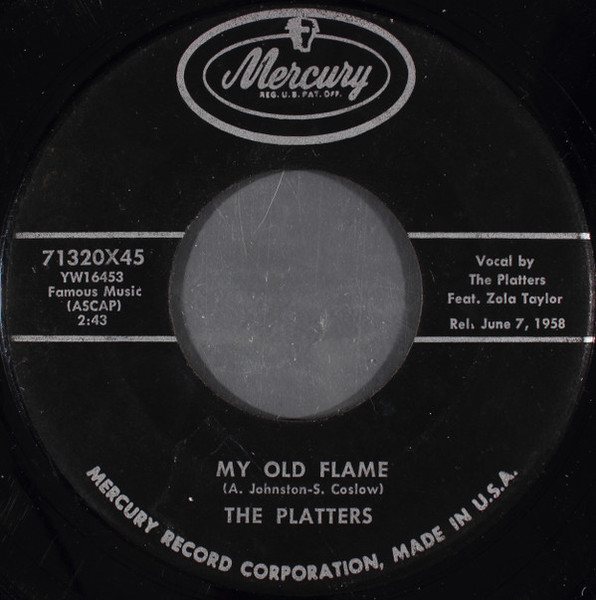 Mercury
REG. U.S. PAT. OFF.
71320X45
YW16453
Famous Music
(ASCAP)
2:43
Vocal by
The Platters
Feat. Zola Taylor
Rel. June 7, 1958
MY OLD FLAME
(A. Johnston-S. Coslow)
THE PLATTERS
MERCURY RECORD CORPORATION, MADE IN U.S.A.